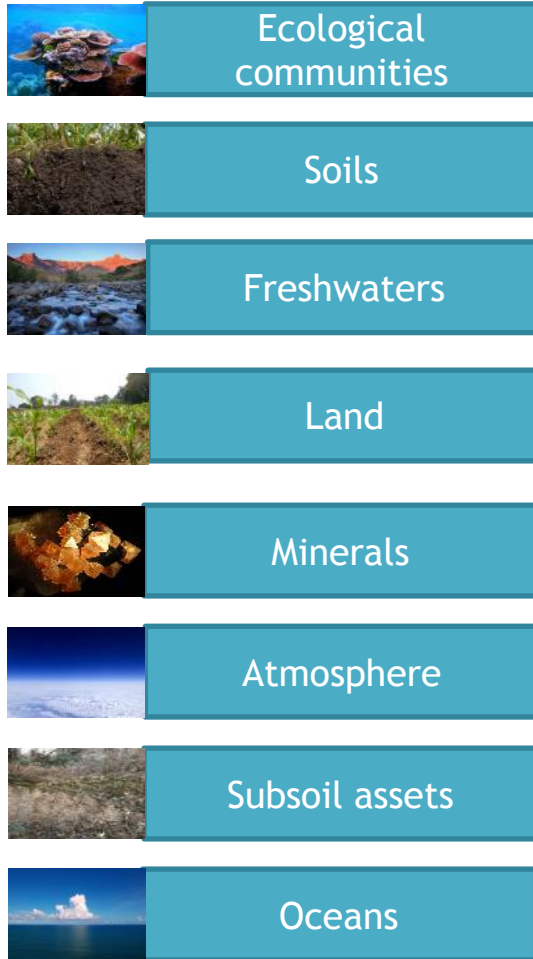 Ecological
communities
Soils
Freshwaters
Land
Minerals
Atmosphere
Subsoil assets
Oceans